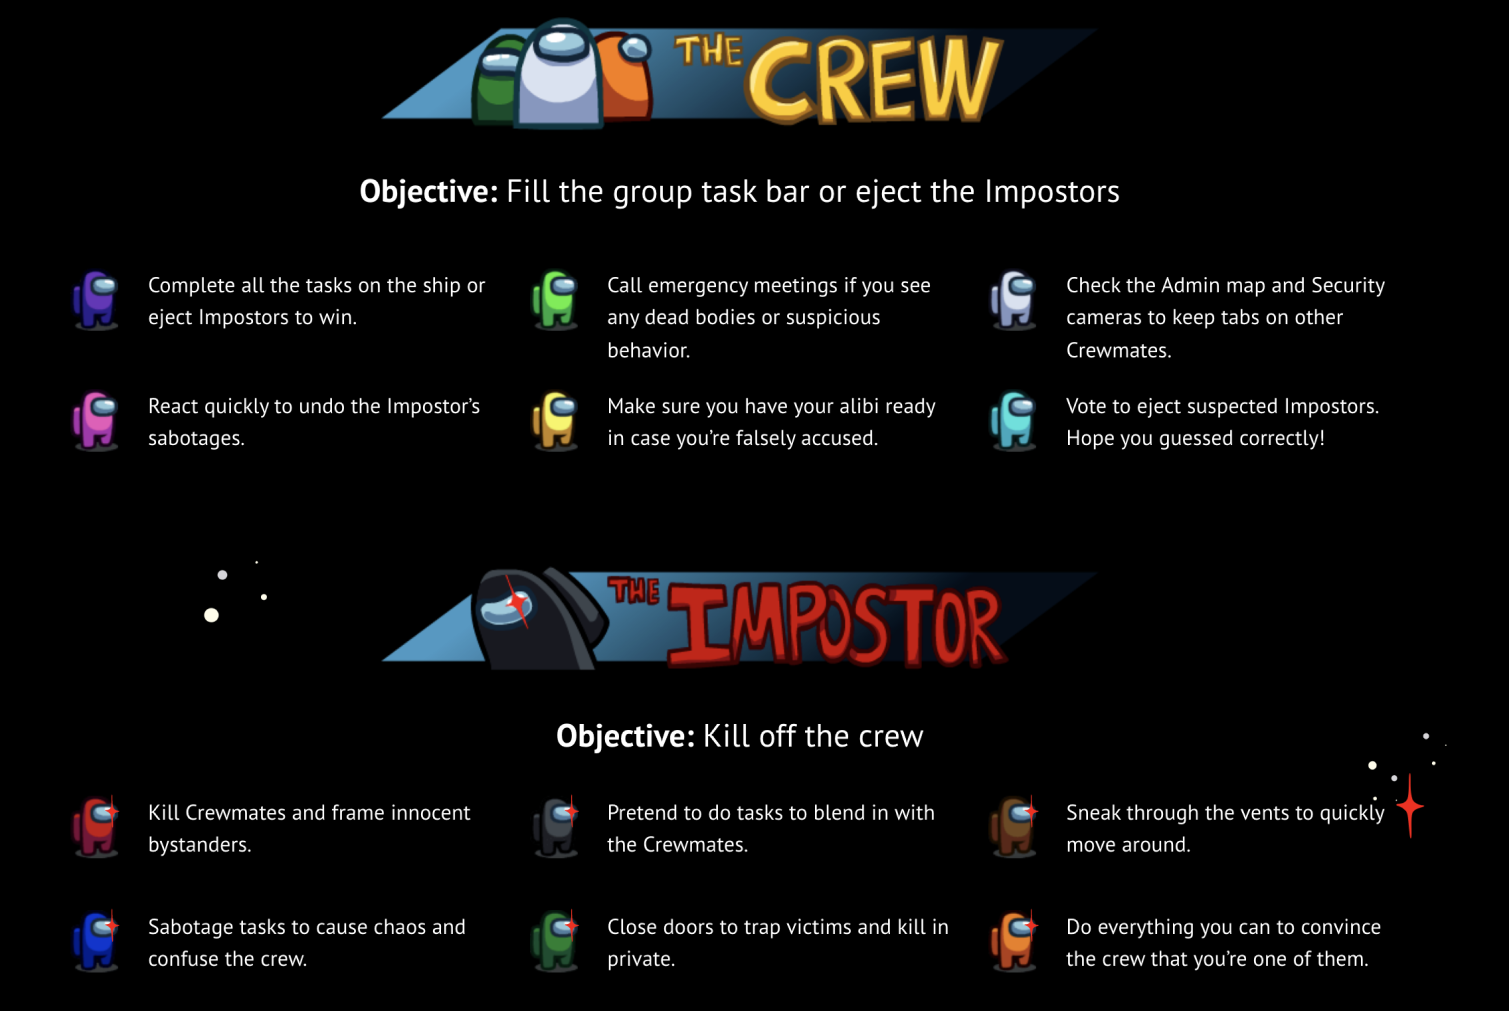 THE CREW
Objective: Fill the group task bar or eject the Impostors
Complete all the tasks on the ship or
eject Impostors to win.
Call emergency meetings if you see
any dead bodies or suspicious
behavior.
Check the Admin map and Security
cameras to keep tabs on other
Crewmates.
React quickly to undo the Impostor’s
sabotages.
Make sure you have your alibi ready
in case you’re falsely accused.
Vote to eject suspected Impostors.
Hope you guessed correctly!
THE IMPOSTOR
Objective: Kill off the crew
Kill Crewmates and frame innocent
bystanders.
Pretend to do tasks to blend in with
the Crewmates.
Sneak through the vents to quickly
move around.
Sabotage tasks to cause chaos and
confuse the crew.
Close doors to trap victims and kill in
private.
Do everything you can to convince
the crew that you’re one of them.